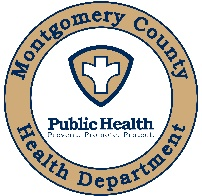 Montgomery County
Public Health
Prevent. Promote. Protect.
Health Department